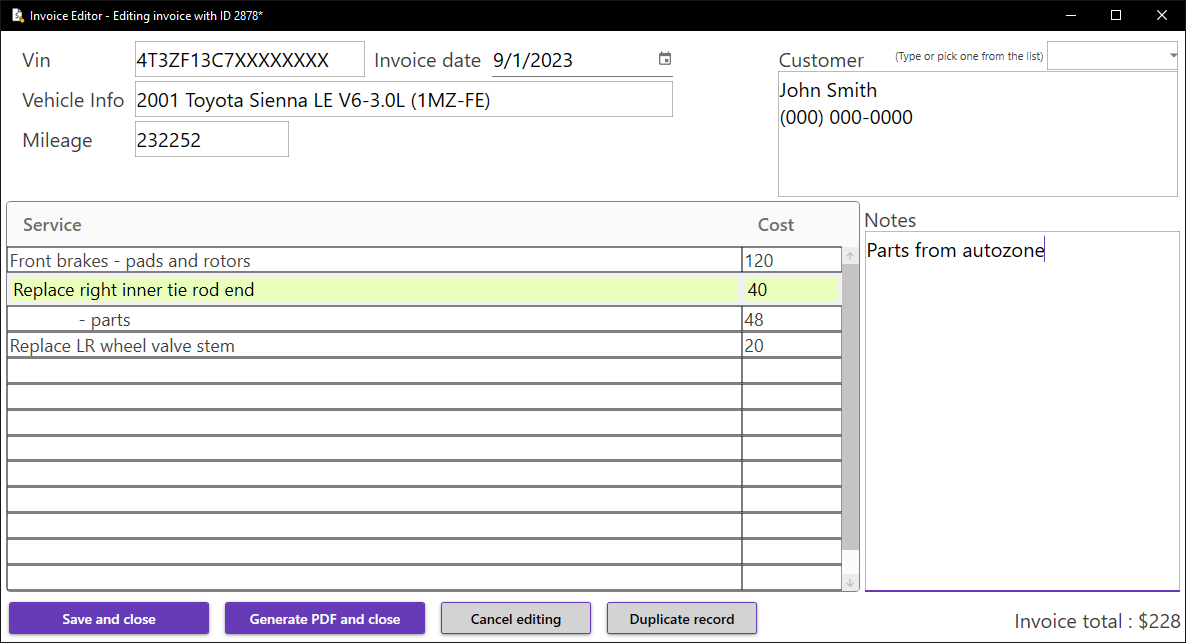 Invoice Editor - Editing invoice with ID 2878*
Vin 4T3ZF13C7XXXXXXXX Invoice date 9/1/2023
Customer (Type or pick one from the list)
Vehicle Info 2001 Toyota Sienna LE V6-3.0L (1MZ-FE)
John Smith
(000) 000-0000
Mileage 232252
Service Cost
Front brakes - pads and rotors 120
Replace right inner tie rod end 40
- parts 48
Replace LR wheel valve stem 20
Notes
Parts from autozone
Save and close Generate PDF and close Cancel editing Duplicate record
Invoice total : $228